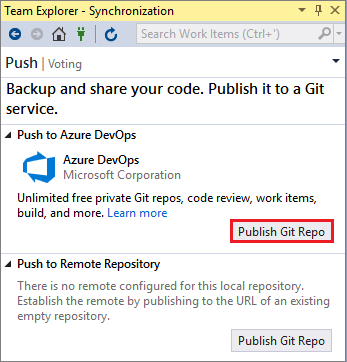 Team Explorer - Synchronization
Search Work Items (Ctrl+')
Push | Voting
Backup and share your code. Publish it to a Git
service.
Push to Azure DevOps
Azure DevOps
Microsoft Corporation
Unlimited free private Git repos, code review, work items,
build, and more. Learn more
Publish Git Repo
Push to Remote Repository
There is no remote configured for this local repository.
Establish the remote by publishing to the URL of an existing
empty repository.
Publish Git Repo